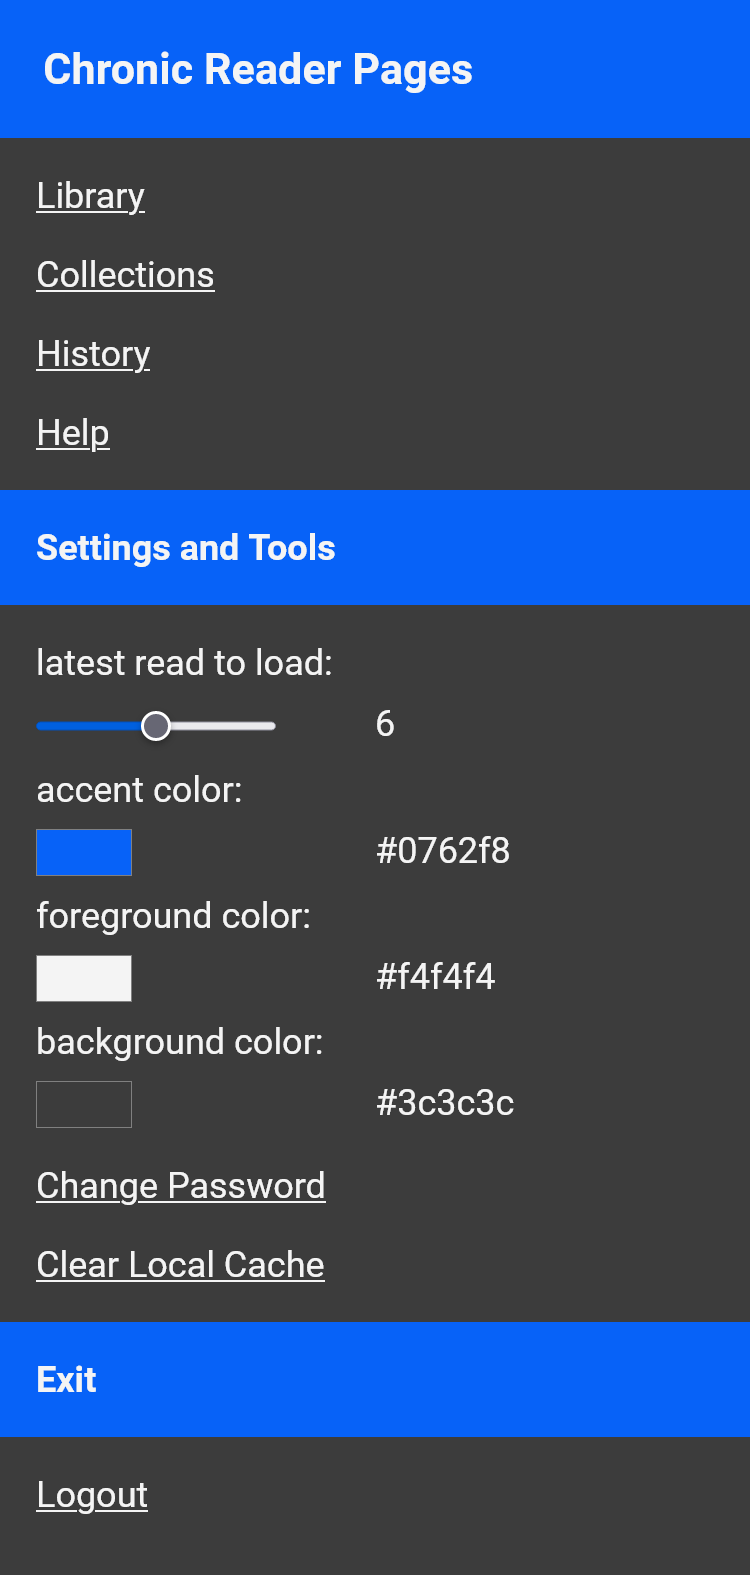 Chronic Reader Pages
Library
Collections
History
Help
Settings and Tools
latest read to load:
6
accent color:
#0762f8
foreground color:
#f4f4f4
background color:
#3c3c3c
Change Password
Clear Local Cache
Exit
Logout